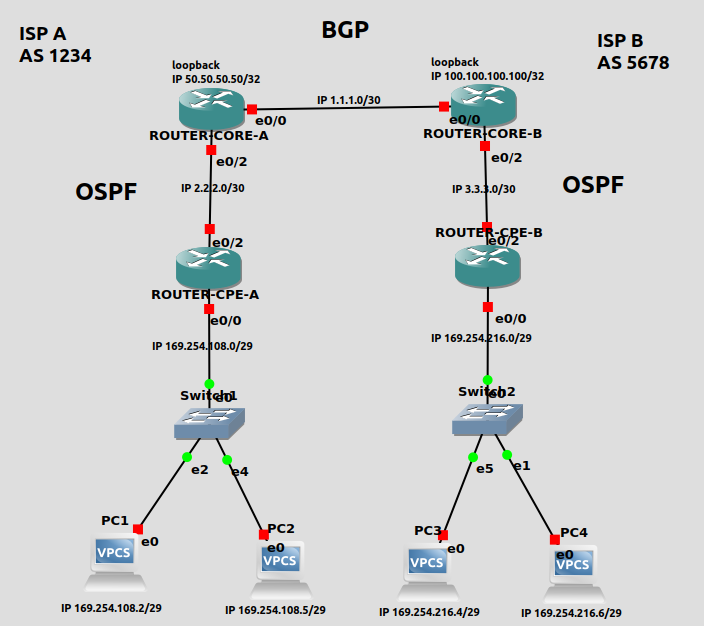 BGP
ISP A
AS 1234
ISP B
AS 5678
loopback
IP 50.50.50.50/32
loopback
IP 100.100.100.100/32
IP 1.1.1.0/30
e0/0
e0/0
ROUTER-CORE-A
ROUTER-CORE-B
e0/2
e0/2
OSPF
IP 2.2.2.0/30
IP 3.3.3.0/30
OSPF
e0/2
ROUTER-CPE-B
e0/2
ROUTER-CPE-A
e0/0
e0/0
IP 169.254.108.0/29
IP 169.254.216.0/29
Switch1
e0
Switch2
e0
e2
e4
e5
e1
PC1
e0
PC2
e0
PC3
e0
PC4
e0
VPCS
VPCS
VPCS
VPCS
IP 169.254.108.2/29
IP 169.254.108.5/29
IP 169.254.216.4/29
IP 169.254.216.6/29